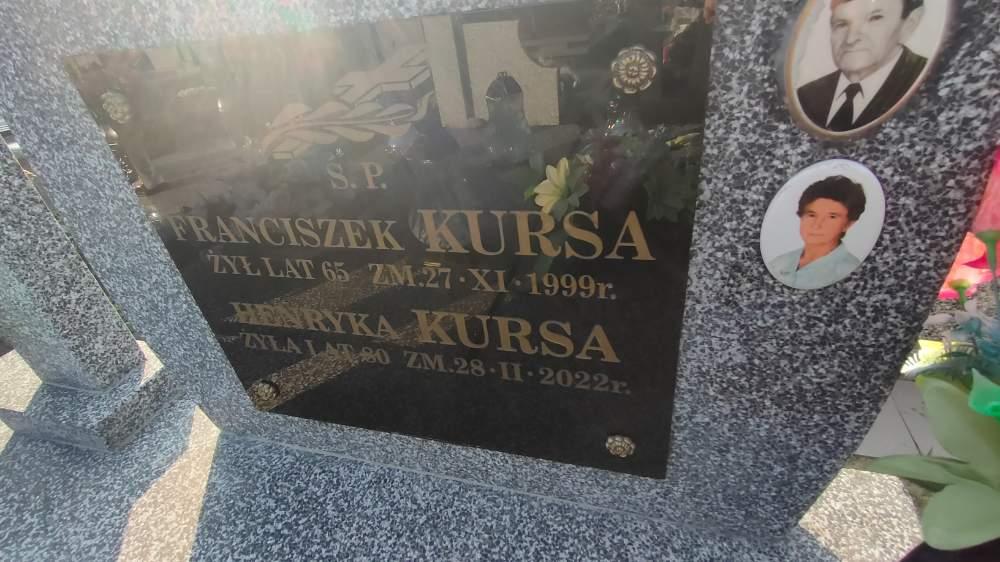 Ś. P.
FRANCISZEK KURSA
ŻYŁ LAT 65 ZM. 27·XI·1999r.
HENRYKA KURSA
ŻYŁA LAT 80 ZM. 28·II·2022r.